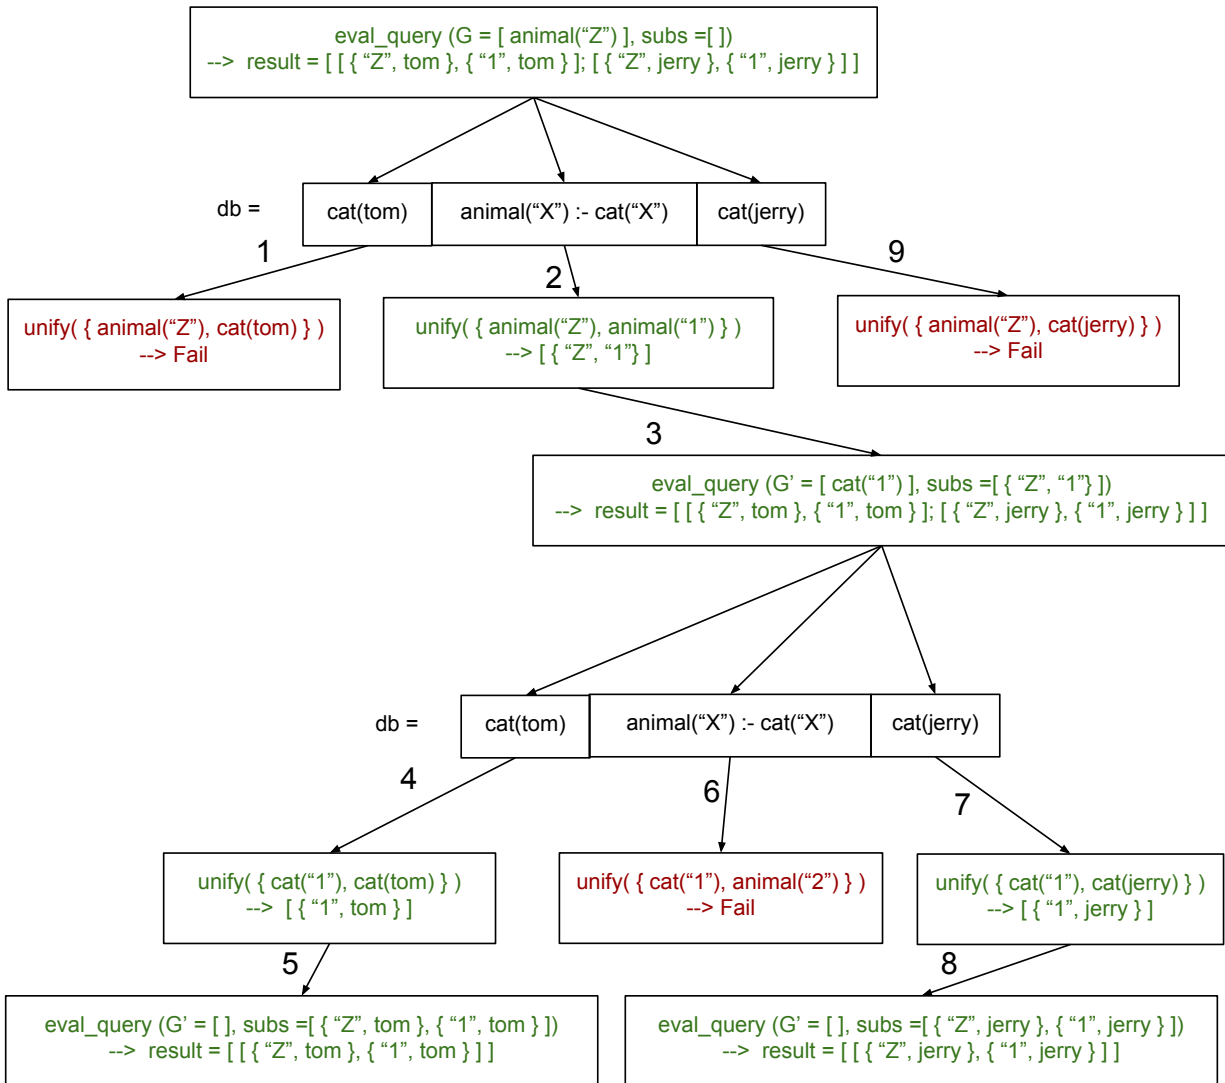 eval_query (G = [ animal(“Z”) ], subs =[ ])
--> result = [ [ { “Z”, tom }, { “1”, tom } ]; [ { “Z”, jerry }, { “1”, jerry } ] ]
db =
cat(tom)
animal(“X”) :- cat(“X”)
cat(jerry)
1
2
9
unify( { animal(“Z”), cat(tom) } )
--> Fail
unify( { animal(“Z”), animal(“1”) } )
--> [ { “Z”, “1”} ]
unify( { animal(“Z”), cat(jerry) } )
--> Fail
3
eval_query (G’ = [ cat(“1”) ], subs =[ { “Z”, “1”} ])
--> result = [ [ { “Z”, tom }, { “1”, tom } ]; [ { “Z”, jerry }, { “1”, jerry } ] ]
db =
cat(tom)
animal(“X”) :- cat(“X”)
cat(jerry)
4
6
7
unify( { cat(“1”), cat(tom) } )
--> [ { “1”, tom } ]
unify( { cat(“1”), animal(“2”) } )
--> Fail
unify( { cat(“1”), cat(jerry) } )
--> [ { “1”, jerry } ]
5
8
eval_query (G’ = [ ], subs =[ { “Z”, tom }, { “1”, tom } ])
--> result = [ [ { “Z”, tom }, { “1”, tom } ] ]
eval_query (G’ = [ ], subs =[ { “Z”, jerry }, { “1”, jerry } ])
--> result = [ [ { “Z”, jerry }, { “1”, jerry } ] ]